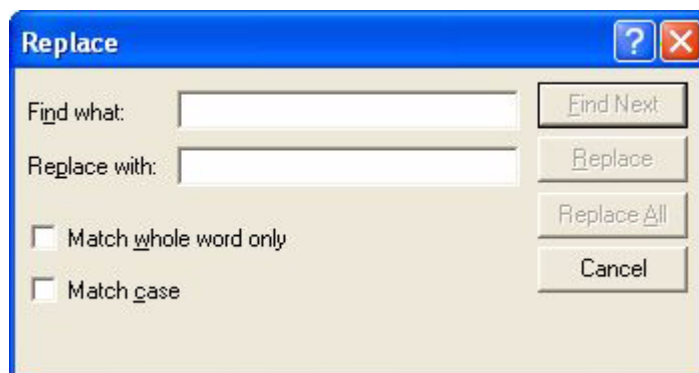 Replace
?
Find what:
Find Next
Replace with:
Replace
Replace All
Match whole word only
Cancel
Match case